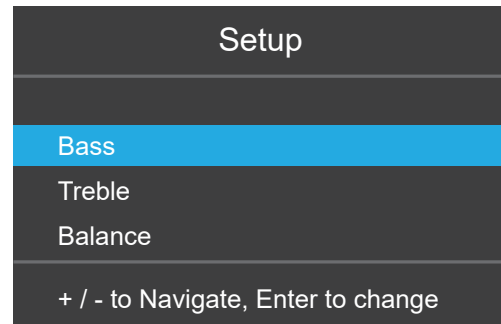 Setup
Bass
Treble
Balance
+ / - to Navigate, Enter to change